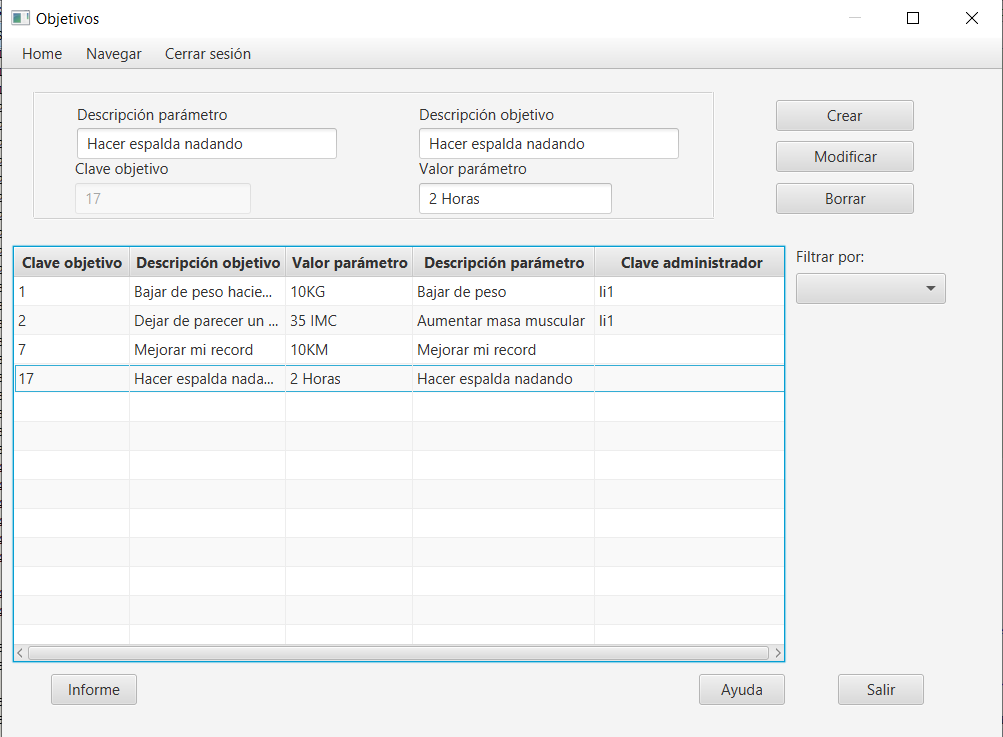 Objetivos
Home Navegar Cerrar sesión
Descripción parámetro Descripción objetivo
Hacer espalda nadando Hacer espalda nadando
Clave objetivo Valor parámetro
17 2 Horas
Crear
Modificar
Borrar
Clave objetivo Descripción objetivo Valor parámetro Descripción parámetro Clave administrador
1 Bajar de peso hacie... 10KG Bajar de peso li1
2 Dejar de parecer un ... 35 IMC Aumentar masa muscular li1
7 Mejorar mi record 10KM Mejorar mi record
17 Hacer espalda nada... 2 Horas Hacer espalda nadando
Filtrar por:
Informe Ayuda Salir